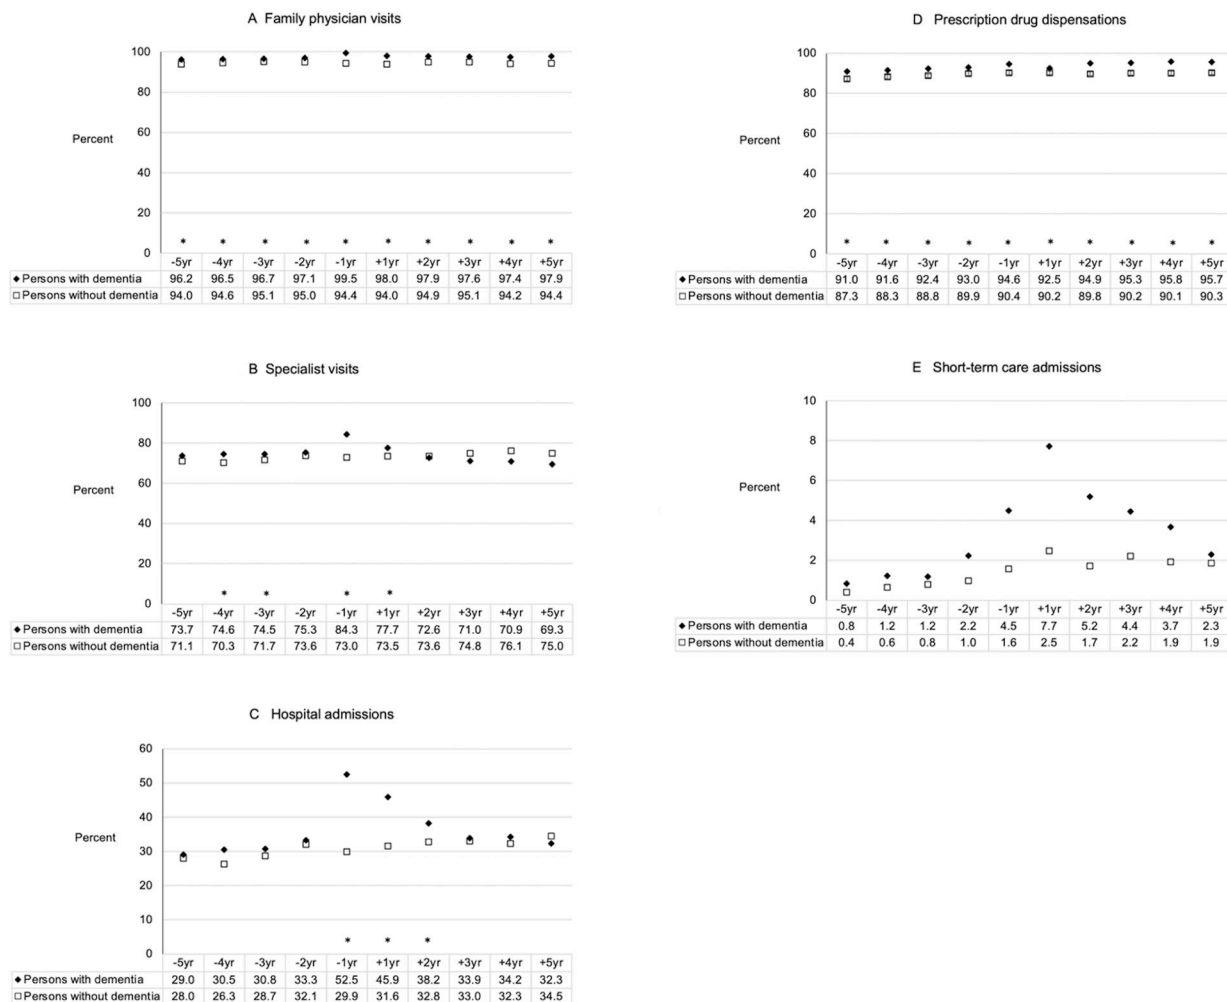 A Family physician visits
100
80
Percent
60
40
20
0
* * * * * * * * * *
-5yr -4yr -3yr -2yr -1yr +1yr +2yr +3yr +4yr +5yr
◆ Persons with dementia 96.2 96.5 96.7 97.1 99.5 98.0 97.9 97.6 97.4 97.9
□ Persons without dementia 94.0 94.6 95.1 95.0 94.4 94.0 94.9 95.1 94.2 94.4
B Specialist visits
100
80
60
Percent
40
20
0
* * * *
-5yr -4yr -3yr -2yr -1yr +1yr +2yr +3yr +4yr +5yr
◆ Persons with dementia 73.7 74.6 74.5 75.3 84.3 77.7 72.6 71.0 70.9 69.3
□ Persons without dementia 71.1 70.3 71.7 73.6 73.0 73.5 73.6 74.8 76.1 75.0
C Hospital admissions
60
50
40
Percent
30
20
10
0
* * *
-5yr -4yr -3yr -2yr -1yr +1yr +2yr +3yr +4yr +5yr
◆ Persons with dementia 29.0 30.5 30.8 33.3 52.5 45.9 38.2 33.9 34.2 32.3
□ Persons without dementia 28.0 26.3 28.7 32.1 29.9 31.6 32.8 33.0 32.3 34.5
D Prescription drug dispensations
100
80
Percent
60
40
20
0
* * * * * * * * * *
-5yr -4yr -3yr -2yr -1yr +1yr +2yr +3yr +4yr +5yr
◆ Persons with dementia 91.0 91.6 92.4 93.0 94.6 92.5 94.9 95.3 95.8 95.7
□ Persons without dementia 87.3 88.3 88.8 89.9 90.4 90.2 89.8 90.2 90.1 90.3
E Short-term care admissions
10
8
6
Percent
4
2
0
-5yr -4yr -3yr -2yr -1yr +1yr +2yr +3yr +4yr +5yr
◆ Persons with dementia 0.8 1.2 1.2 2.2 4.5 7.7 5.2 4.4 3.7 2.3
□ Persons without dementia 0.4 0.6 0.8 1.0 1.6 2.5 1.7 2.2 1.9 1.9